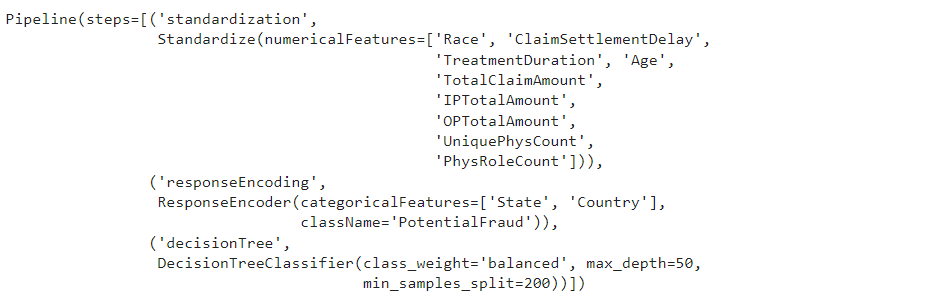 Pipeline(steps=[('standardization',
Standardize(numericalFeatures=['Race', 'ClaimSettlementDelay',
'TreatmentDuration', 'Age',
'TotalClaimAmount',
'IPTotalAmount',
'OPTotalAmount',
'UniquePhysCount',
'PhysRoleCount'])),
('responseEncoding',
ResponseEncoder(categoricalFeatures=['State', 'Country'],
className='PotentialFraud')),
('decisionTree',
DecisionTreeClassifier(class_weight='balanced', max_depth=50,
min_samples_split=200))])